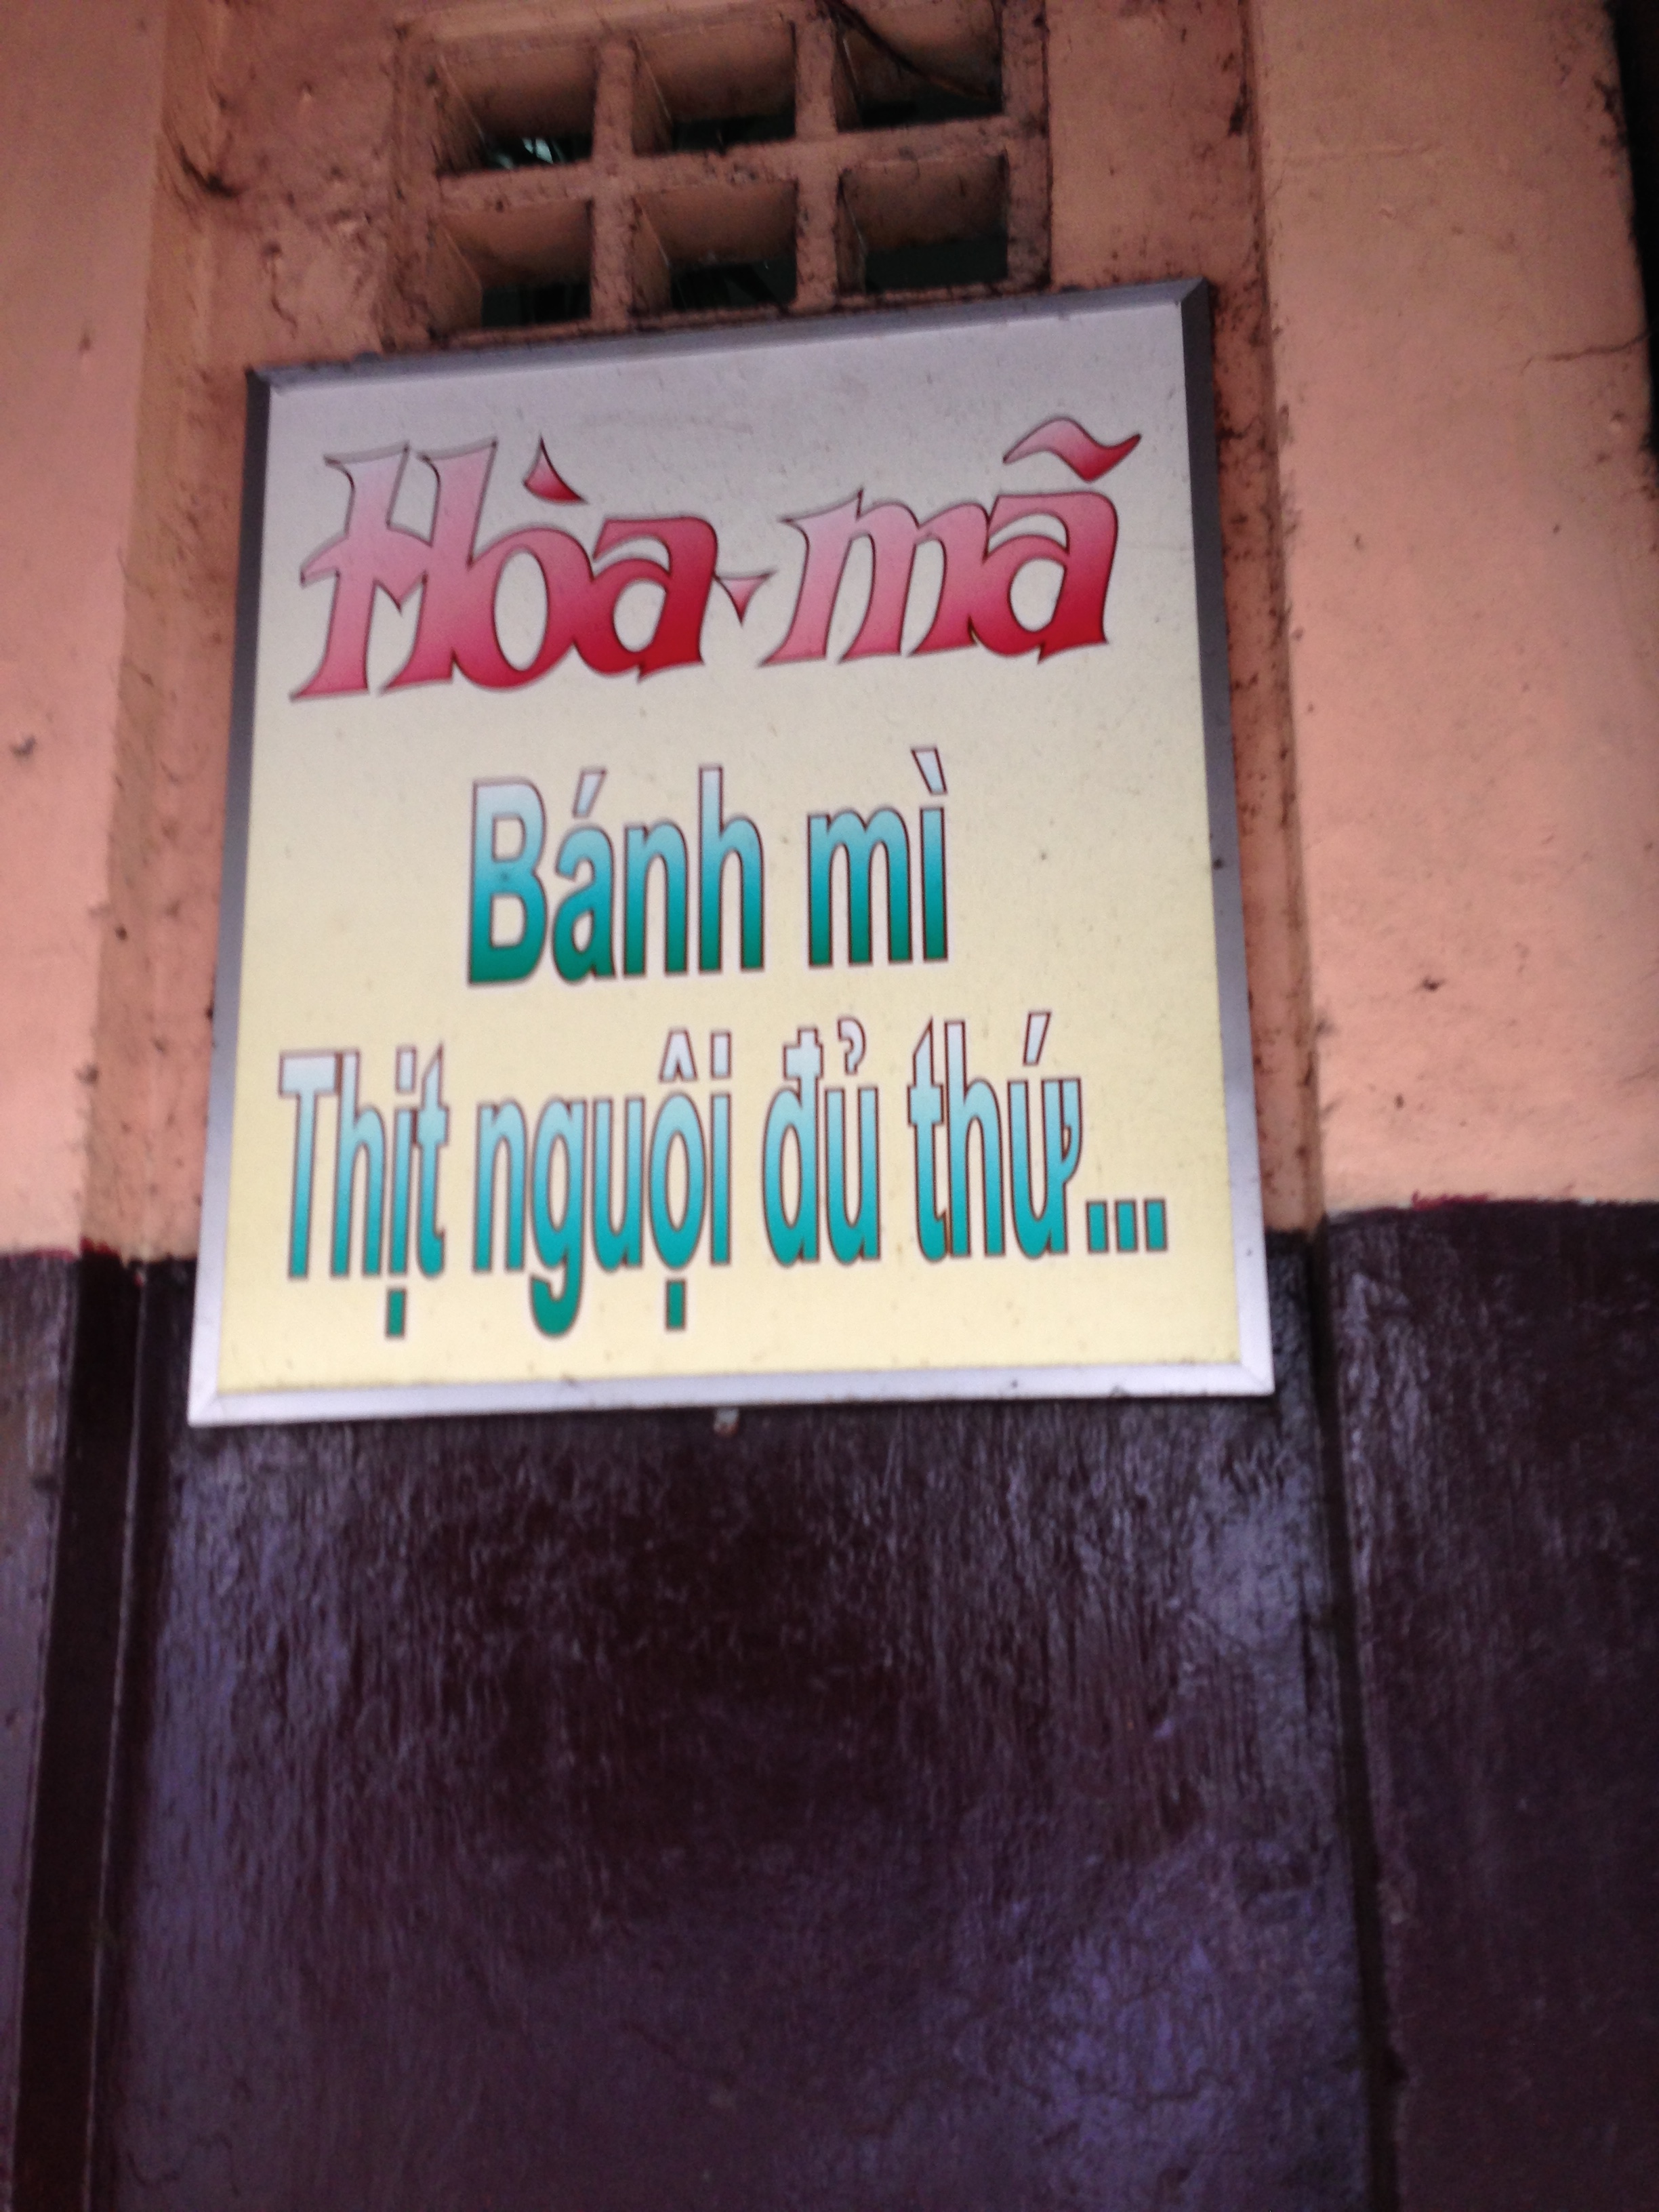 Hòa-mã
Bánh mì
Thịt nguội đủ thứ...